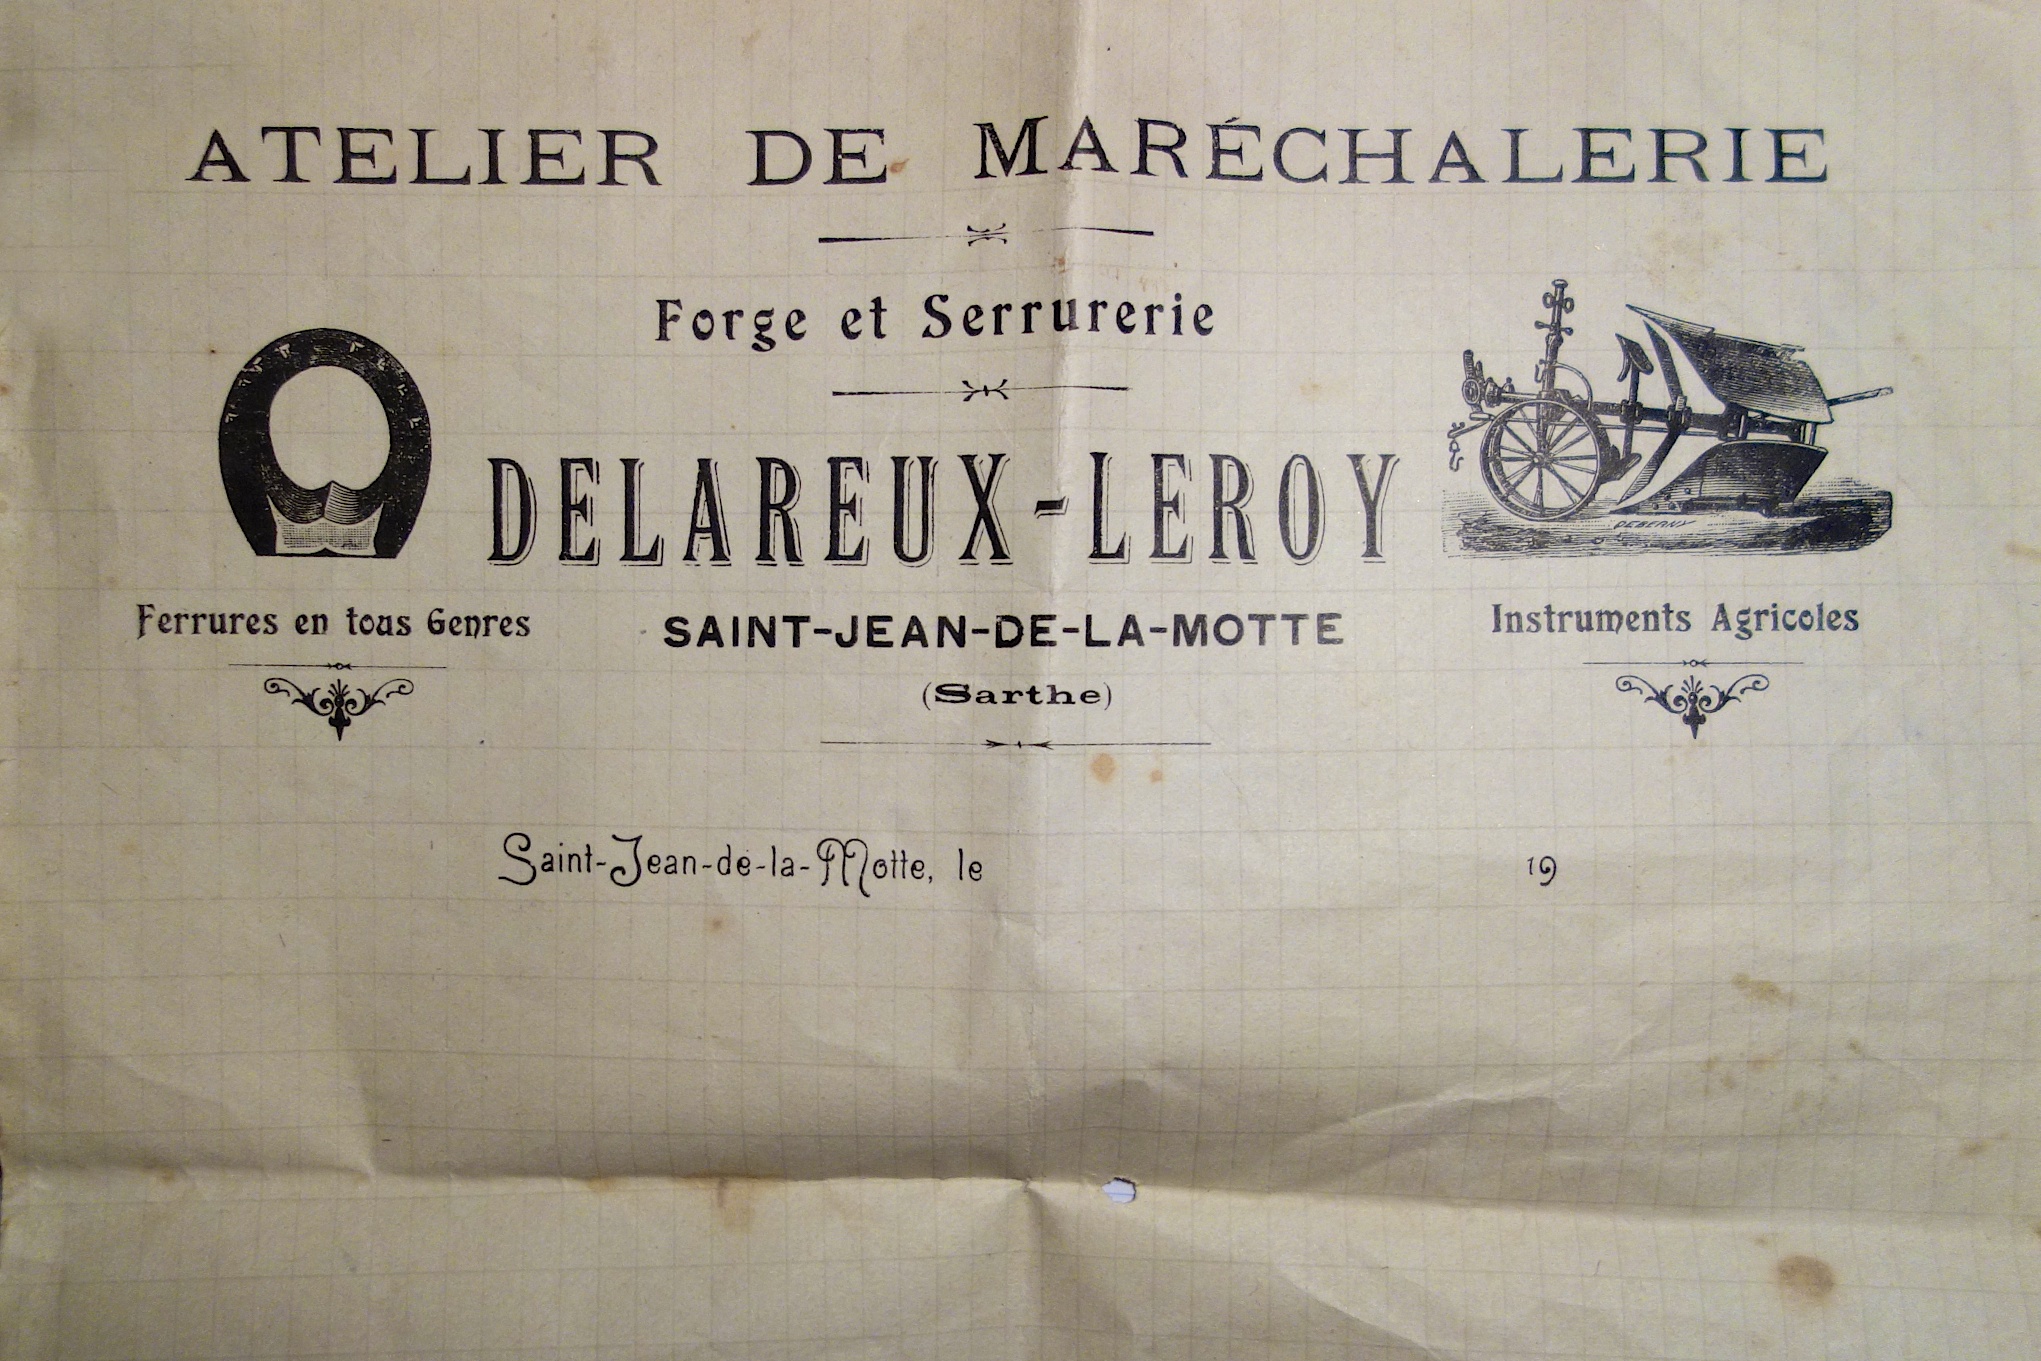 ATELIER DE MARÉCHALERIE
Forge et Serrurerie
DELAREUX-LEROY
DEBERNY
Ferrures en tous Genres
SAINT-JEAN-DE-LA-MOTTE
Instruments Agricoles
(Sarthe)
Saint-Jean-de-la-Motte, le 19